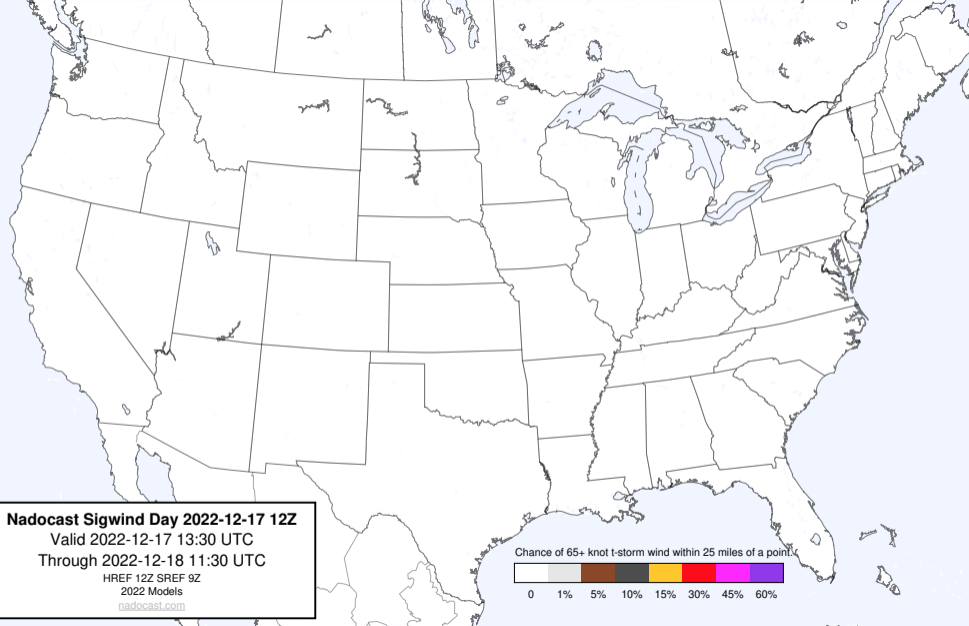 Nadocast Sigwind Day 2022-12-17 12Z
Valid 2022-12-17 13:30 UTC
Through 2022-12-18 11:30 UTC
HREF 12Z SREF 9Z
2022 Models
nadocast.com
Chance of 65+ knot t-storm wind within 25 miles of a point.
0 1% 5% 10% 15% 30% 45% 60%